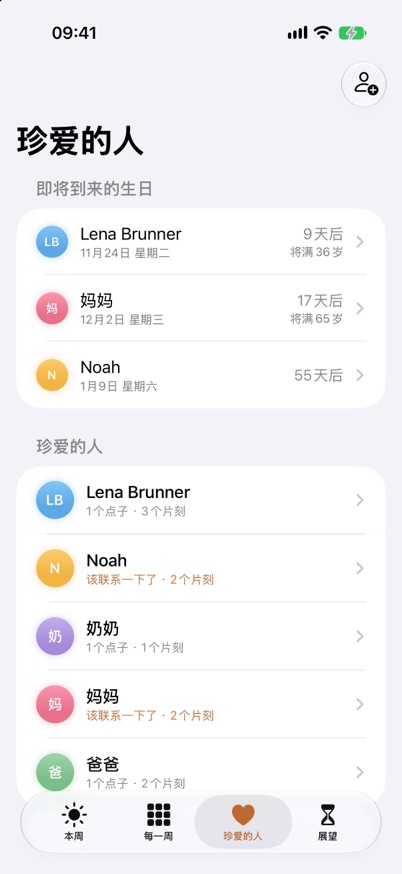 09:41
珍爱的人
即将到来的生日
LB
Lena Brunner
11月24日 星期二
9天后
将满36岁
妈
妈妈
12月2日 星期三
17天后
将满65岁
N
Noah
1月9日 星期六
55天后
珍爱的人
LB
Lena Brunner
1个点子 · 3个片刻
N
Noah
该联系一下了 · 2个片刻
奶
奶奶
1个点子 · 1个片刻
妈
妈妈
该联系一下了 · 2个片刻
爸
爸爸
1个点子 · 2个片刻
本周
每一周
珍爱的人
展望